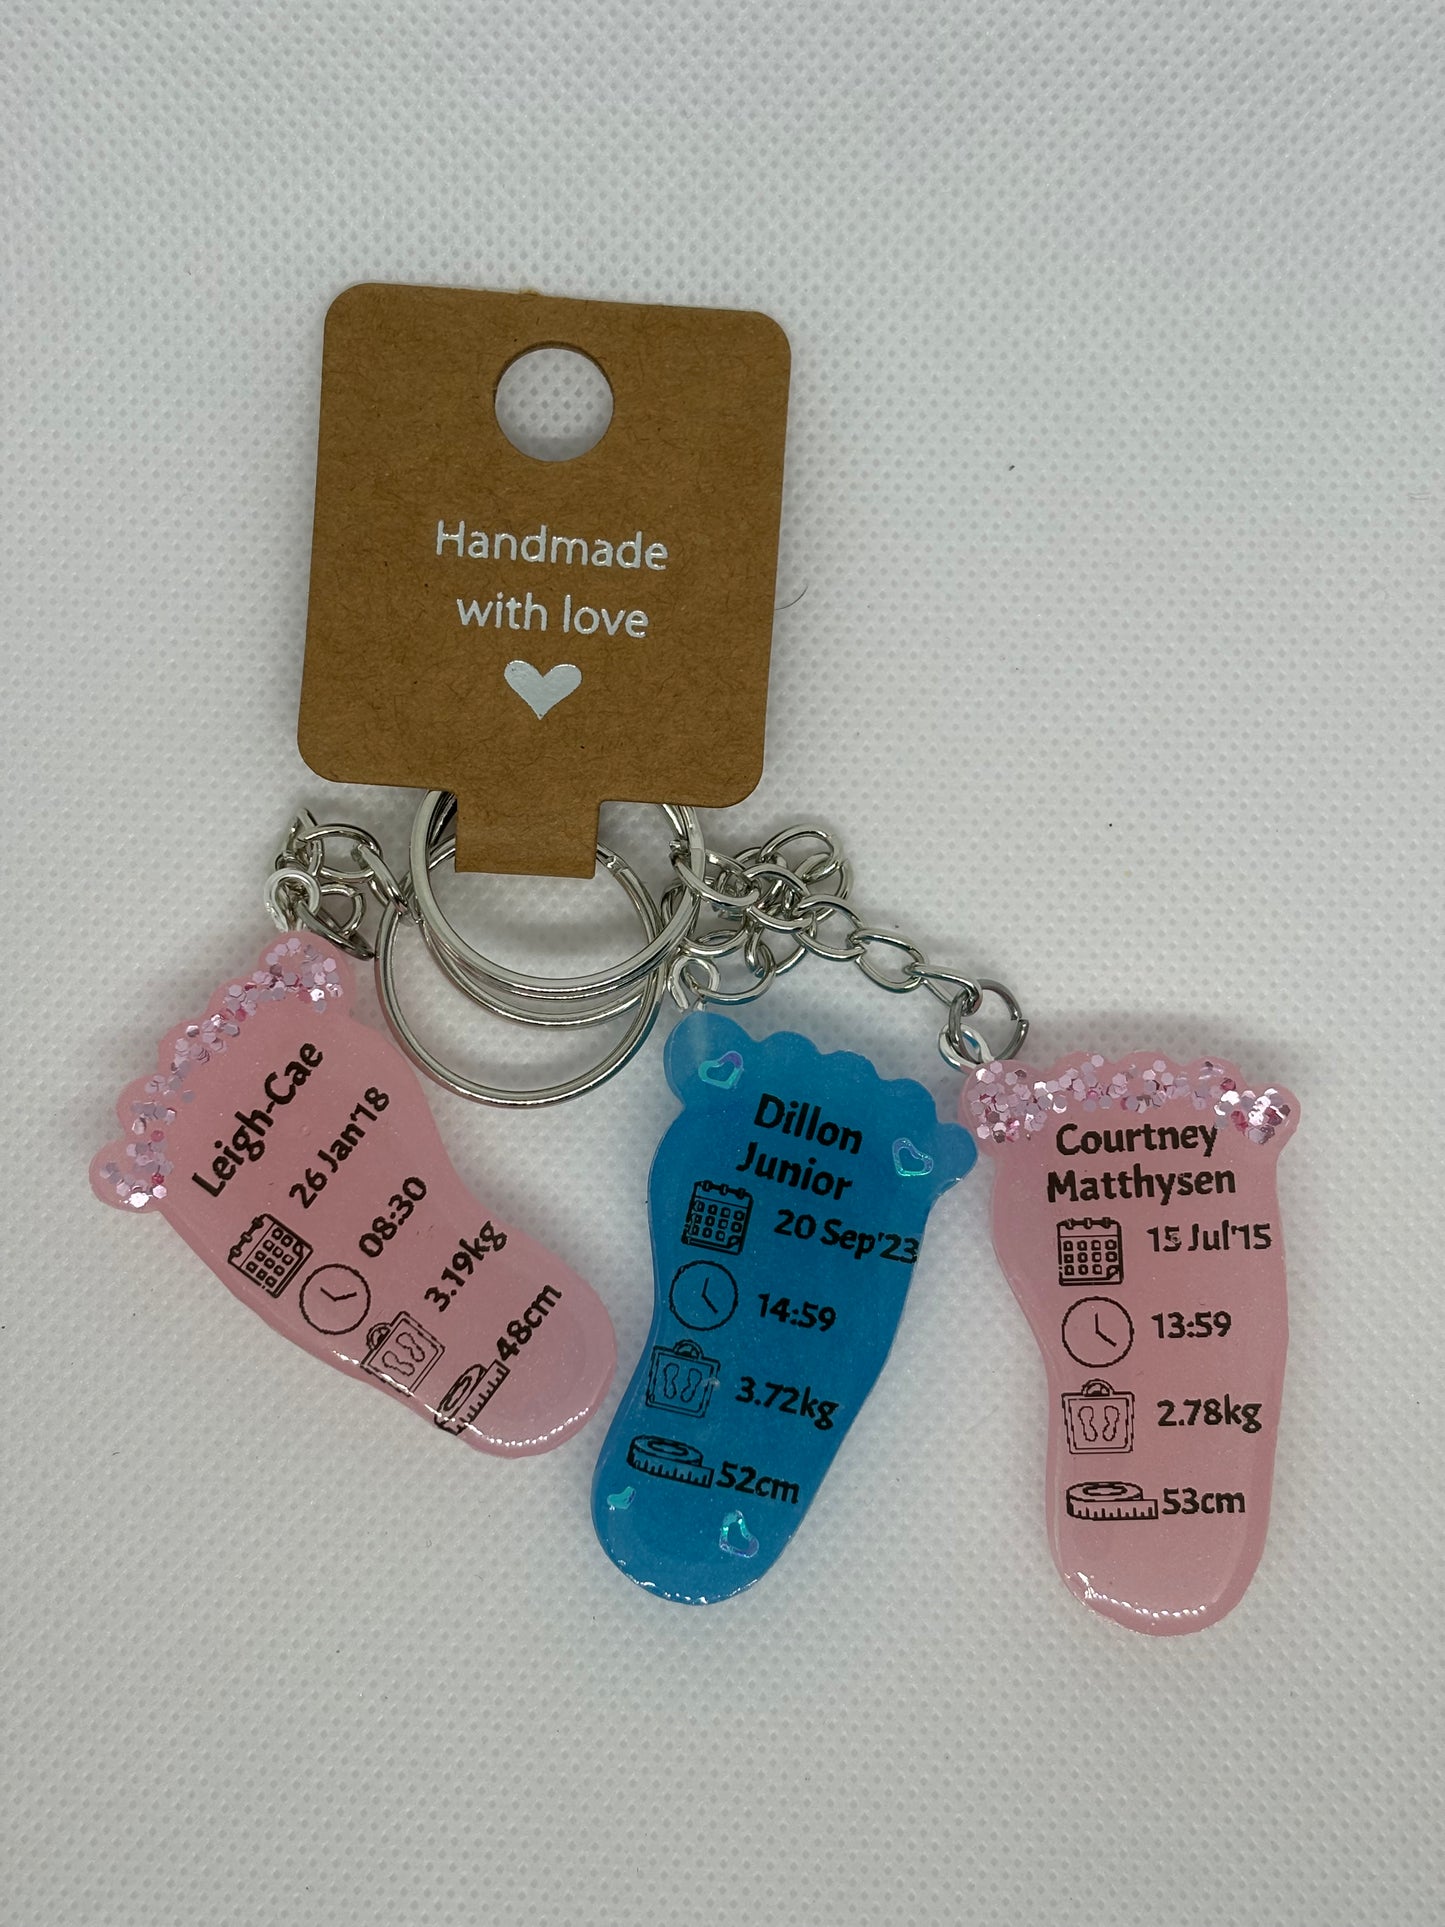 Handmade
with love
Leigh-Cae
26 Jan'18
08:30
3.19kg
48cm
Dillon
Junior
20 Sep'23
14:59
3.72kg
52cm
Courtney
Matthysen
15 Jul'15
13:59
2.78kg
53cm